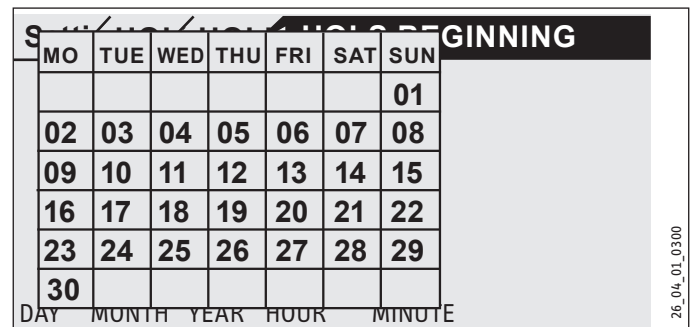 GINNING
MO TUE WED THU FRI SAT SUN
01
02 03 04 05 06 07 08
09 10 11 12 13 14 15
16 17 18 19 20 21 22
23 24 25 26 27 28 29
30
DAY MONTH YEAR HOUR MINUTE
26_04_01_0300